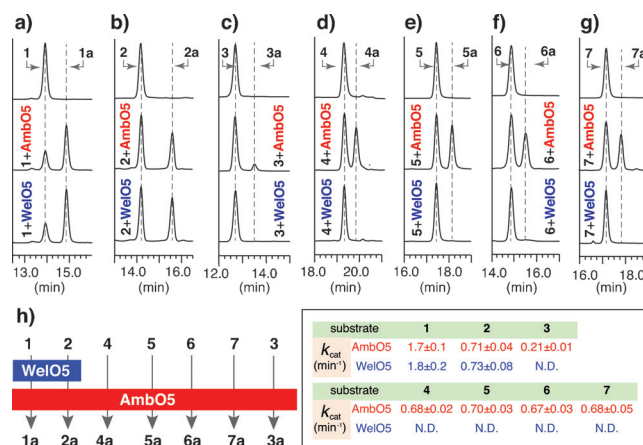 a) b) c) d) e) f) g)
1 1a 2 2a 3 3a 4 4a 5 5a 6 6a 7 7a
1+AmbO5 2+AmbO5 3+AmbO5 4+AmbO5 5+AmbO5 6+AmbO5 7+AmbO5
1+WelO5 2+WelO5 3+WelO5 4+WelO5 5+WelO5 6+WelO5 7+WelO5
13.0 15.0 14.0 16.0 12.0 14.0 18.0 20.0 16.0 18.0 14.0 16.0 16.0 18.0
(min) (min) (min) (min) (min) (min) (min)
h)
1 2 4 5 6 7 3
WelO5
AmbO5
1a 2a 4a 5a 6a 7a 3a
substrate 1 2 3
kcat (min⁻¹)
AmbO5 1.7±0.1 0.71±0.04 0.21±0.01
WelO5 1.8±0.2 0.73±0.08 N.D.
substrate 4 5 6 7
kcat (min⁻¹)
AmbO5 0.68±0.02 0.70±0.03 0.67±0.03 0.68±0.05
WelO5 N.D. N.D. N.D. N.D.